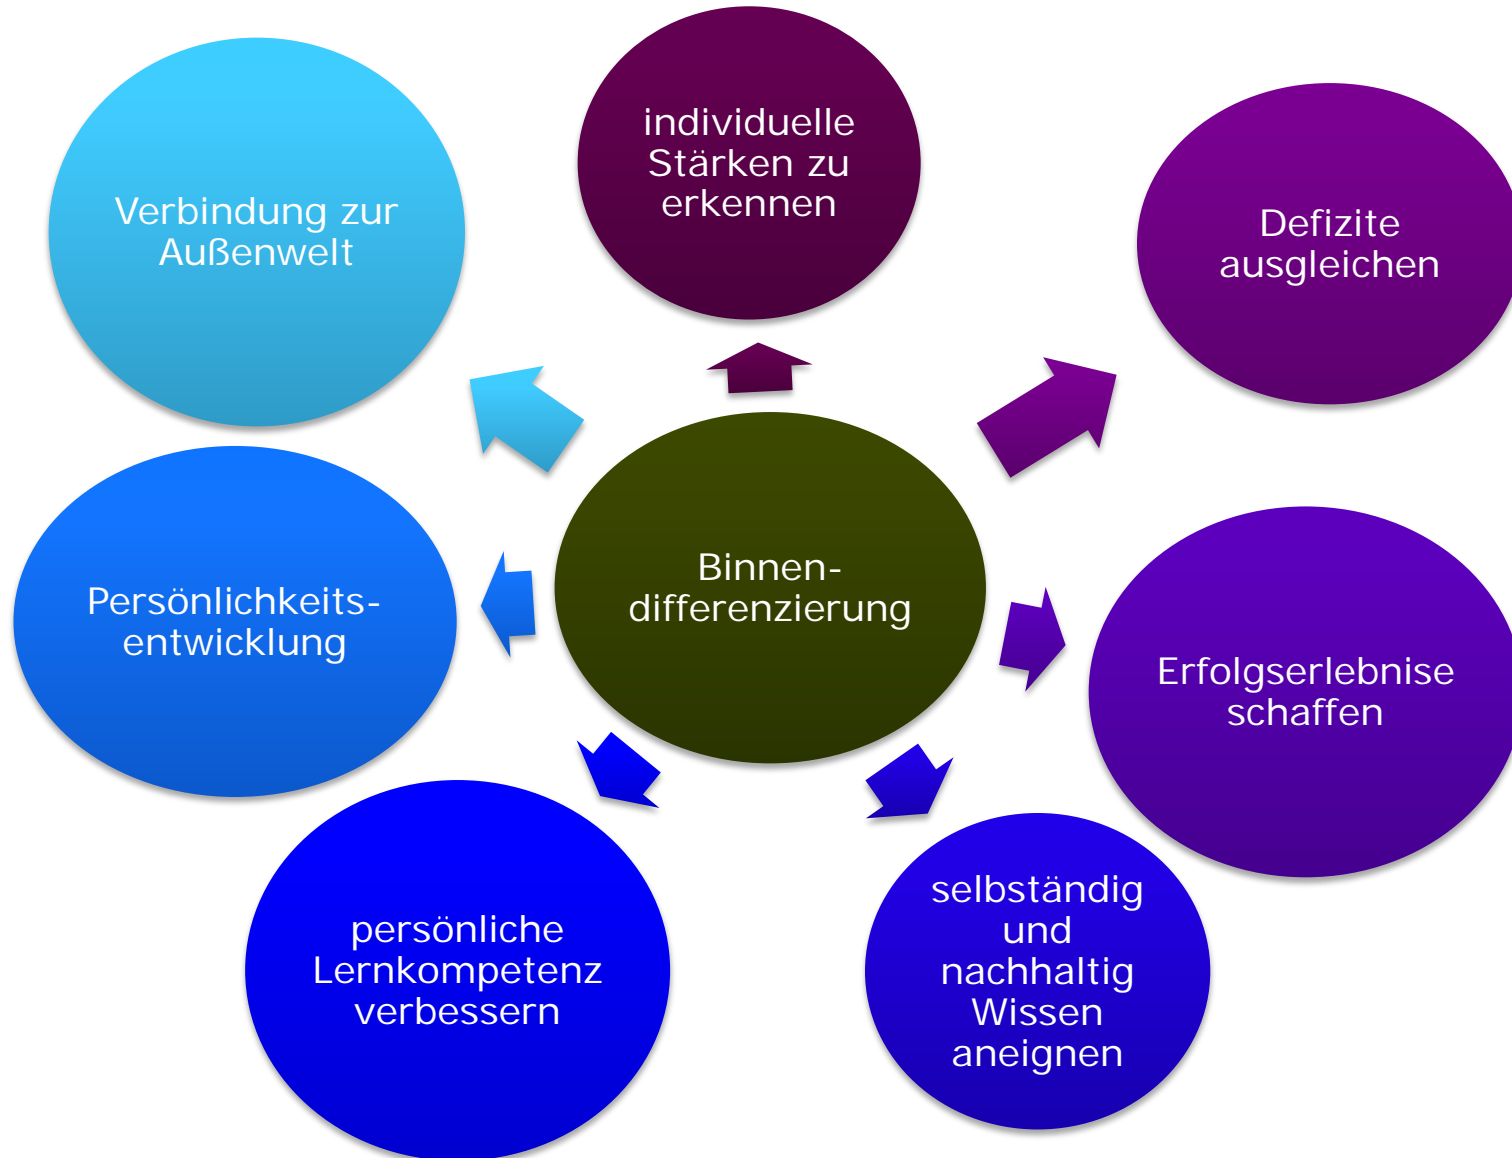 individuelle
Stärken zu
erkennen
Defizite
ausgleichen
Erfolgserlebnise
schaffen
selbständig
und
nachhaltig
Wissen
aneignen
persönliche
Lernkompetenz
verbessern
Persönlichkeits-
entwicklung
Verbindung zur
Außenwelt
Binnen-
differenzierung